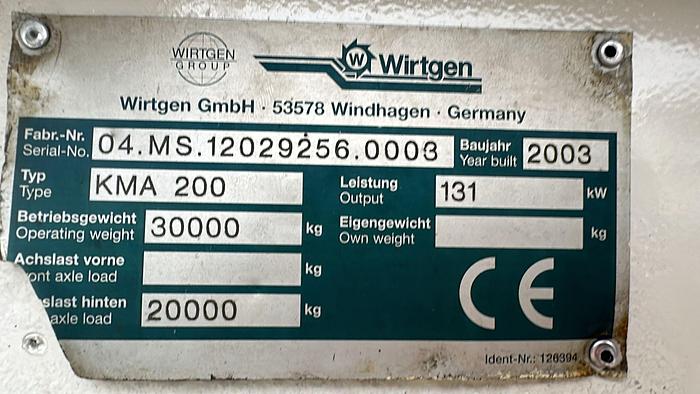 WIRTGEN
GROUP
W Wirtgen
Wirtgen GmbH · 53578 Windhagen · Germany
Fabr.-Nr.
Serial-No. 04.MS.12029256.0003
Baujahr
Year built 2003
Typ
Type KMA 200
Leistung
Output 131 kW
Betriebsgewicht
Operating weight 30000 kg
Eigengewicht
Own weight kg
Achslast vorne
ont axle load kg
slast hinten
axle load 20000 kg
CE
Ident-Nr.: 126394